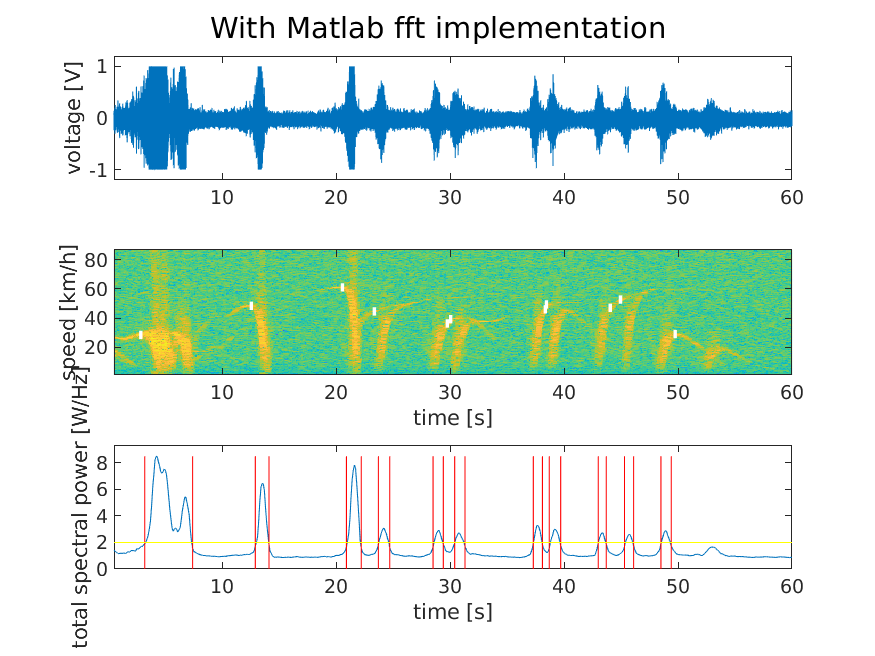 With Matlab fft implementation
voltage [V]
1
0
-1
10 20 30 40 50 60
speed [km/h]
80
60
40
20
10 20 30 40 50 60
time [s]
total spectral power [W/Hz]
8
6
4
2
0
10 20 30 40 50 60
time [s]